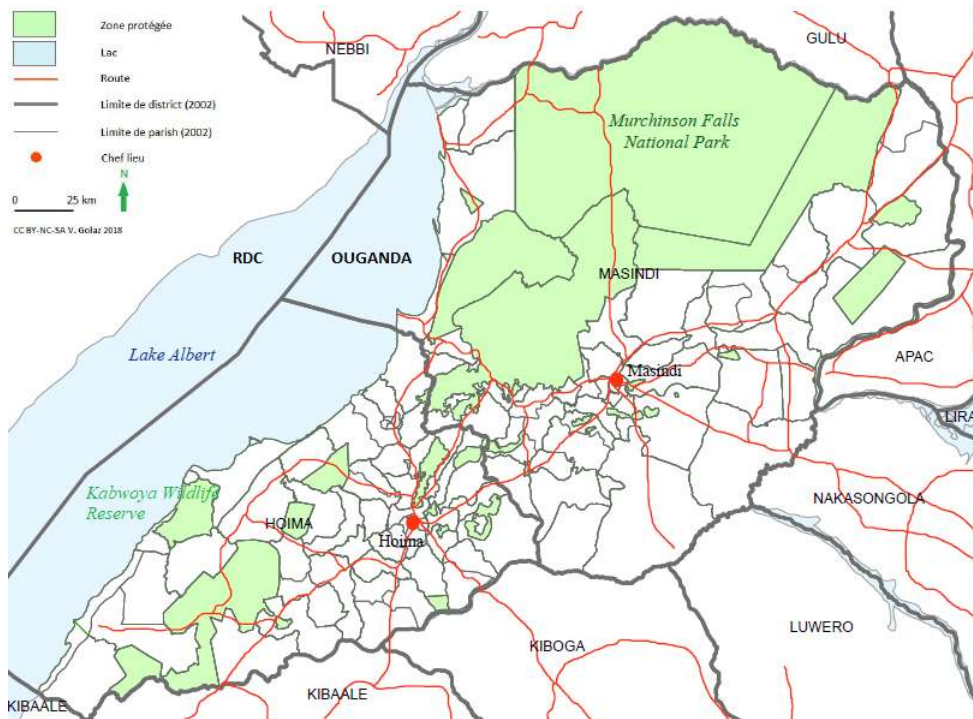 Zone protégée
Lac
Route
Limite de district (2002)
Limite de parish (2002)
Chef lieu
N
0 25 km
CC BY-NC-SA V. Golaz 2018
NEBBI
GULU
Murchinson Falls
National Park
RDC
OUGANDA
MASINDI
Lake Albert
Masindi
APAC
LIRA
Kabwoya Wildlife
Reserve
HOIMA
Hoima
NAKASONGOLA
LUWERO
KIBOGA
KIBAALE
KIBAALE